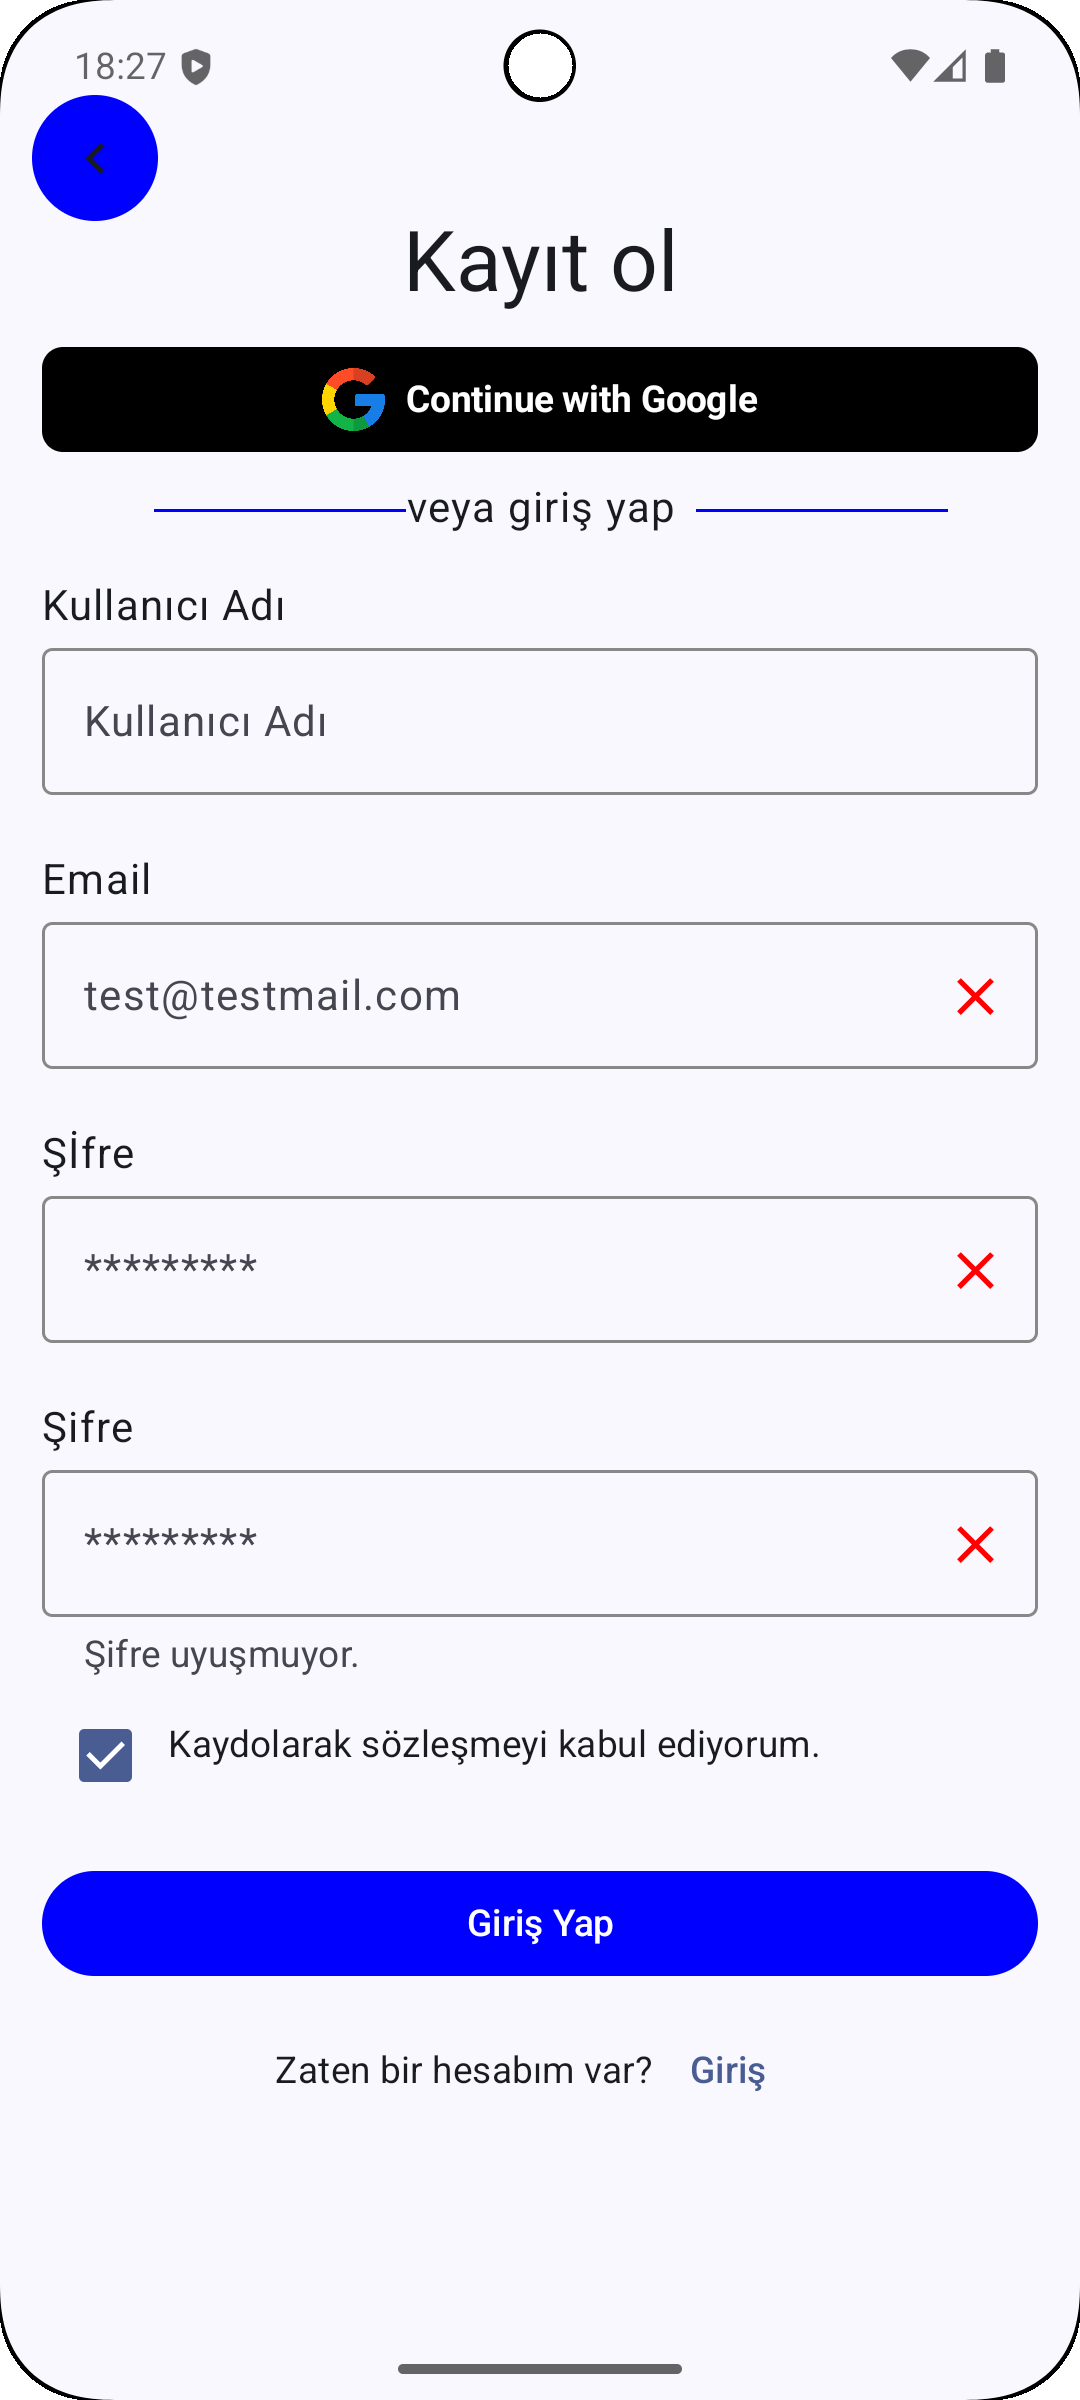 18:27
Kayıt ol
Continue with Google
veya giriş yap
Kullanıcı Adı
Kullanıcı Adı
Email
test@testmail.com
Şİfre
*********
Şifre
*********
Şifre uyuşmuyor.
Kaydolarak sözleşmeyi kabul ediyorum.
Giriş Yap
Zaten bir hesabım var? Giriş